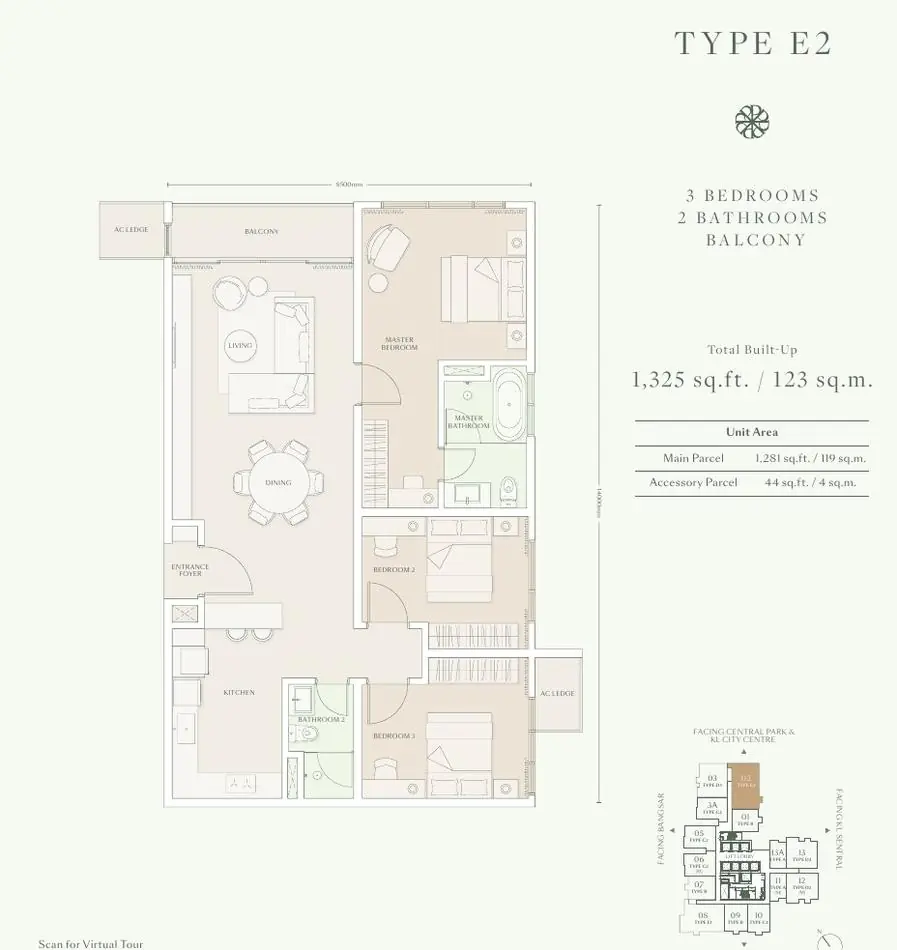 TYPE E2
3 BEDROOMS
2 BATHROOMS
BALCONY
8500mm
AC LEDGE
BALCONY
LIVING
MASTER
BEDROOM
MASTER
BATHROOM
DINING
ENTRANCE
FOYER
BEDROOM 2
14000mm
KITCHEN
BATHROOM 2
BEDROOM 3
AC LEDGE
Total Built-Up
1,325 sq.ft. / 123 sq.m.
Unit Area
Main Parcel 1,281 sq.ft. / 119 sq.m.
Accessory Parcel 44 sq.ft. / 4 sq.m.
FACING CENTRAL PARK &
KL CITY CENTRE
FACING BANGSAR
FACING KL SENTRAL
03
02
3A
01
05
06
07
08
09
10
LIFT LOBBY
13A
13
11
12
N
Scan for Virtual Tour